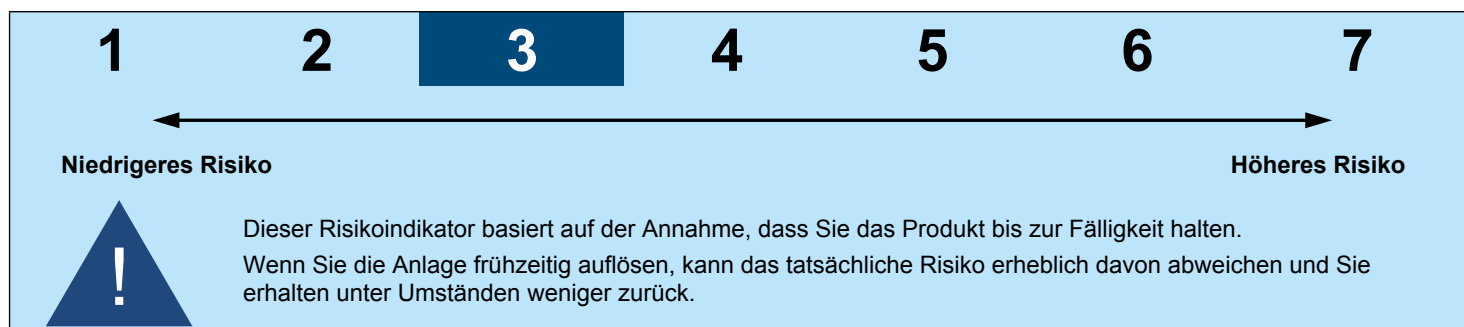 1 2 3 4 5 6 7
Niedrigeres Risiko Höheres Risiko
!
Dieser Risikoindikator basiert auf der Annahme, dass Sie das Produkt bis zur Fälligkeit halten.
Wenn Sie die Anlage frühzeitig auflösen, kann das tatsächliche Risiko erheblich davon abweichen und Sie
erhalten unter Umständen weniger zurück.